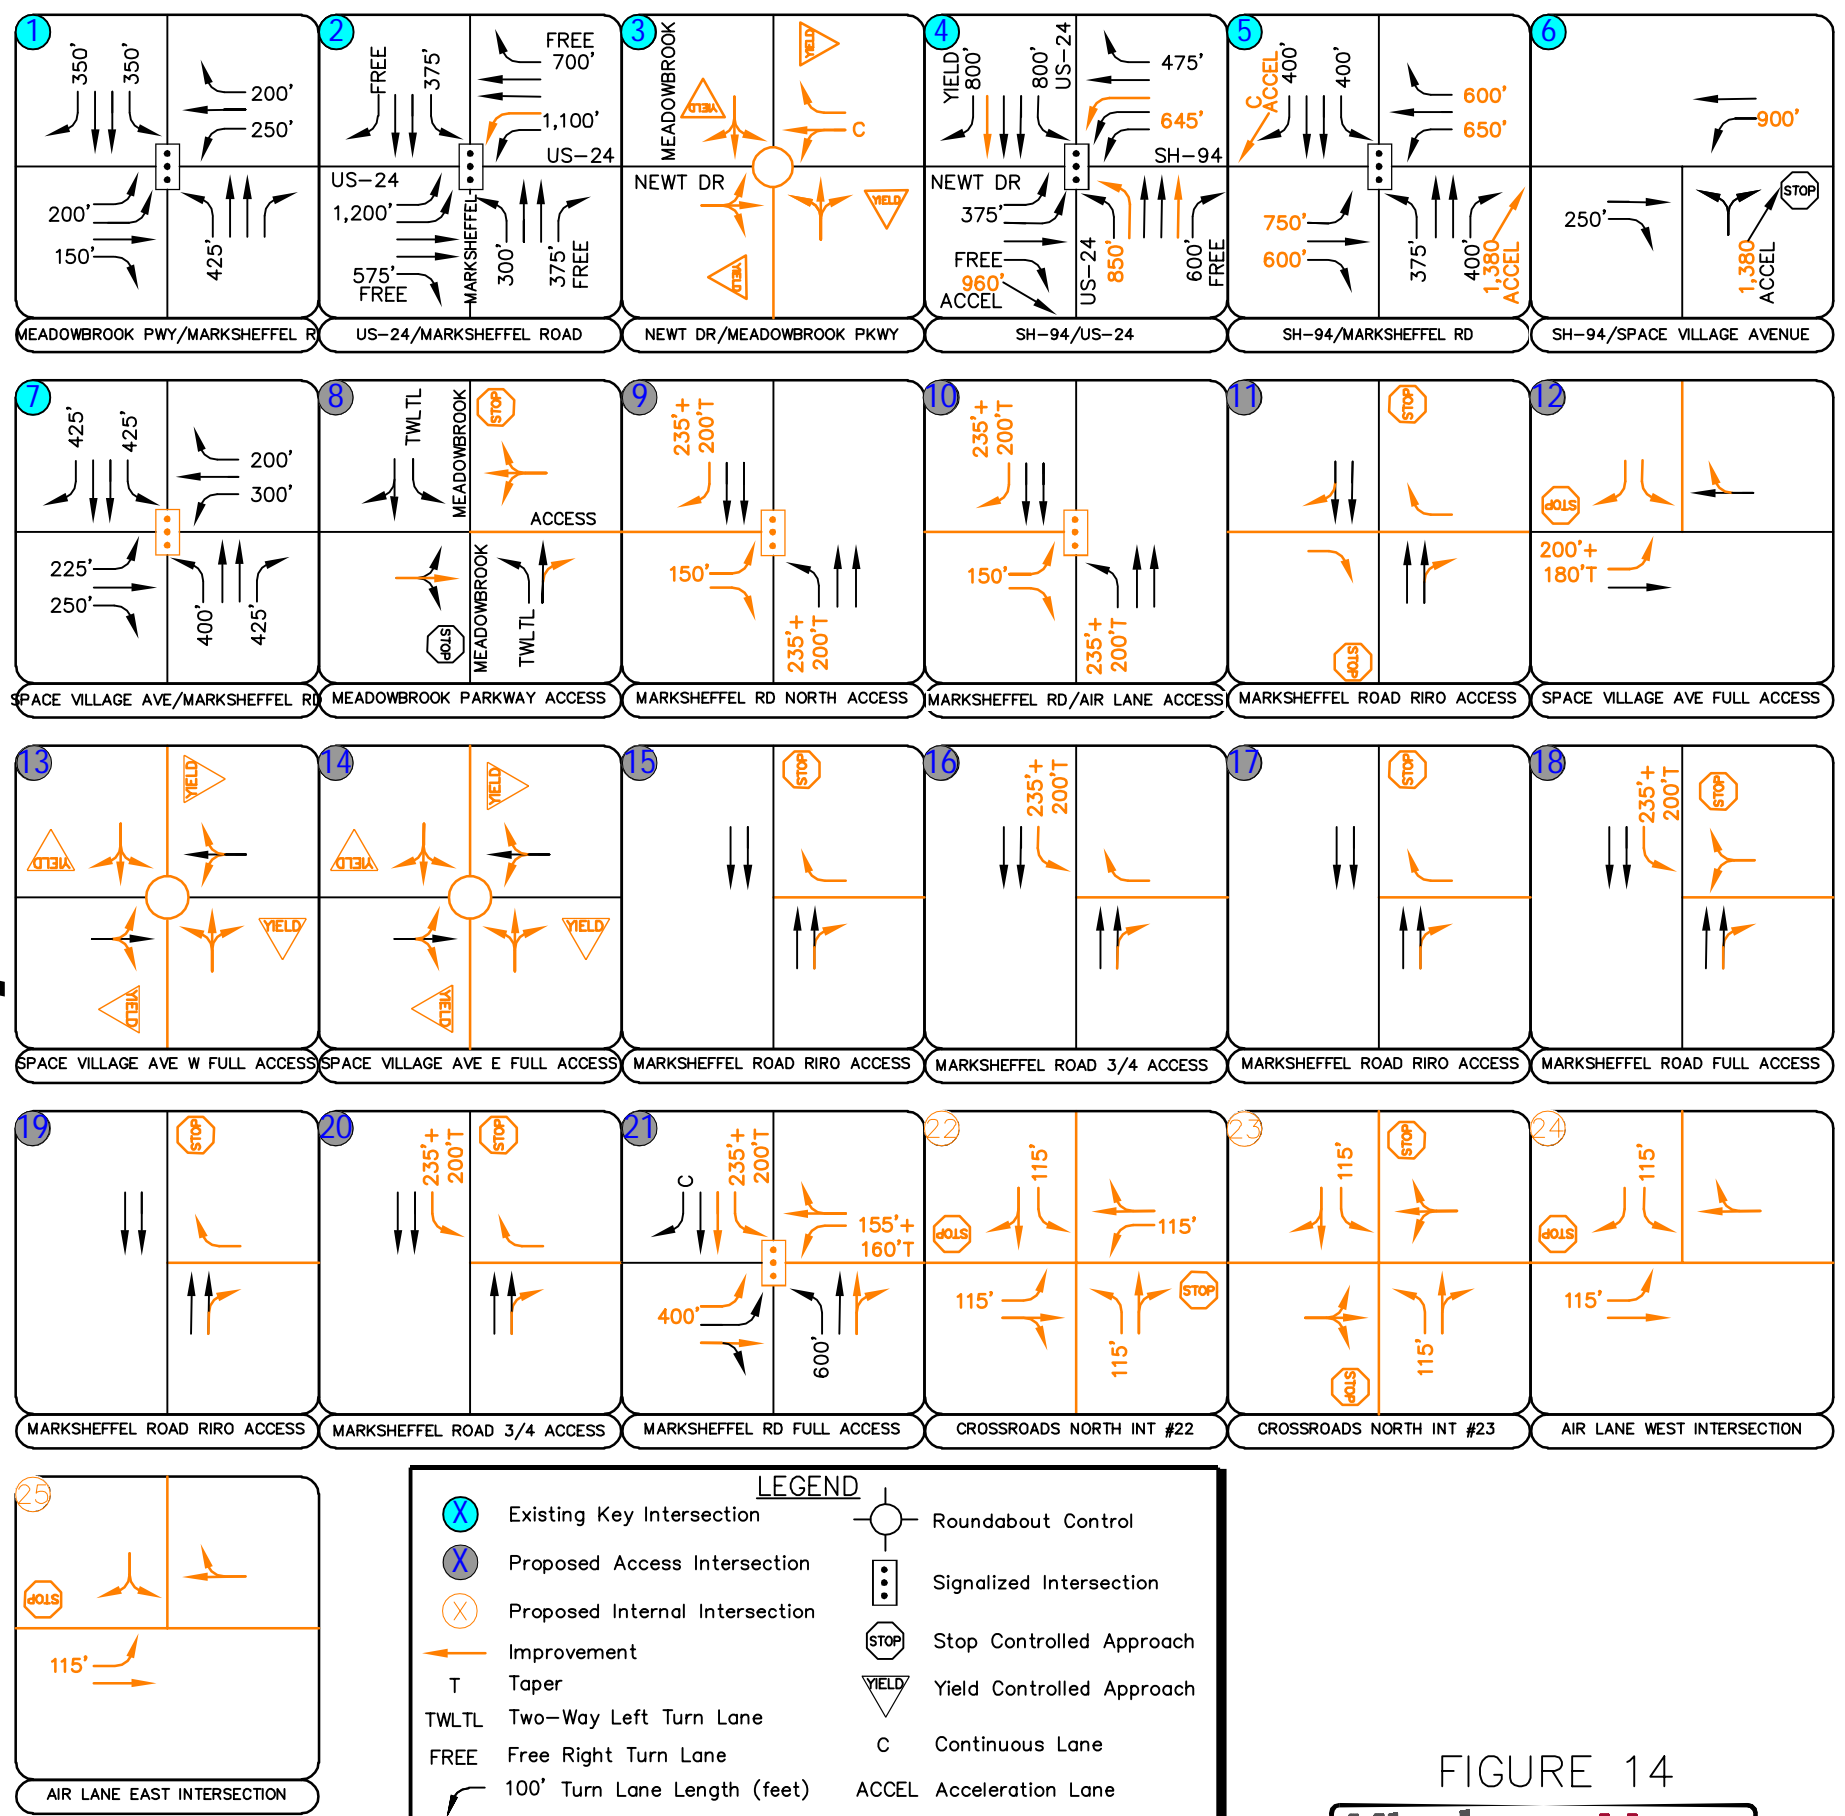 1
350'
350'
200'
250'
200'
150'
425'
MEADOWBROOK PWY/MARKSHEFFEL R
2
FREE
375'
FREE
700'
1,100'
US-24
US-24
1,200'
575'
FREE
MARKSHEFFEL
300'
375'
FREE
US-24/MARKSHEFFEL ROAD
3
MEADOWBROOK
YIELD
YIELD
C
NEWT DR
YIELD
YIELD
NEWT DR/MEADOWBROOK PKWY
4
YIELD
800'
800'
US-24
475'
645'
SH-94
NEWT DR
375'
FREE
960'
ACCEL
US-24
850'
600'
FREE
SH-94/US-24
5
C
ACCEL
400'
400'
600'
650'
750'
600'
375'
400'
1,380
ACCEL
SH-94/MARKSHEFFEL RD
6
900'
250'
STOP
1,380
ACCEL
SH-94/SPACE VILLAGE AVENUE
7
425'
425'
200'
300'
225'
250'
400'
425'
SPACE VILLAGE AVE/MARKSHEFFEL RD
8
TWLTL
MEADOWBROOK
STOP
ACCESS
STOP
MEADOWBROOK
TWLTL
MEADOWBROOK PARKWAY ACCESS
9
235'+
200'T
150'
235'+
200'T
MARKSHEFFEL RD NORTH ACCESS
10
235'+
200'T
150'
235'+
200'T
MARKSHEFFEL RD/AIR LANE ACCESS
11
STOP
STOP
MARKSHEFFEL ROAD RIRO ACCESS
12
STOP
200'+
180'T
SPACE VILLAGE AVE FULL ACCESS
13
YIELD
YIELD
YIELD
YIELD
SPACE VILLAGE AVE W FULL ACCESS
14
YIELD
YIELD
YIELD
YIELD
SPACE VILLAGE AVE E FULL ACCESS
15
STOP
MARKSHEFFEL ROAD RIRO ACCESS
16
235'+
200'T
MARKSHEFFEL ROAD 3/4 ACCESS
17
STOP
MARKSHEFFEL ROAD RIRO ACCESS
18
235'+
200'T
STOP
MARKSHEFFEL ROAD FULL ACCESS
19
STOP
MARKSHEFFEL ROAD RIRO ACCESS
20
235'+
200'T
STOP
MARKSHEFFEL ROAD 3/4 ACCESS
21
C
235'+
200'T
155'+
160'T
400'
600'
MARKSHEFFEL RD FULL ACCESS
22
115'
STOP
115'
115'
STOP
115'
CROSSROADS NORTH INT #22
23
115'
STOP
STOP
115'
CROSSROADS NORTH INT #23
24
115'
STOP
115'
AIR LANE WEST INTERSECTION
25
STOP
115'
AIR LANE EAST INTERSECTION
LEGEND
X Existing Key Intersection
X Proposed Access Intersection
X Proposed Internal Intersection
Improvement
T Taper
TWLTL Two-Way Left Turn Lane
FREE Free Right Turn Lane
100' Turn Lane Length (feet)
Roundabout Control
Signalized Intersection
STOP Stop Controlled Approach
YIELD Yield Controlled Approach
C Continuous Lane
ACCEL Acceleration Lane
FIGURE 14